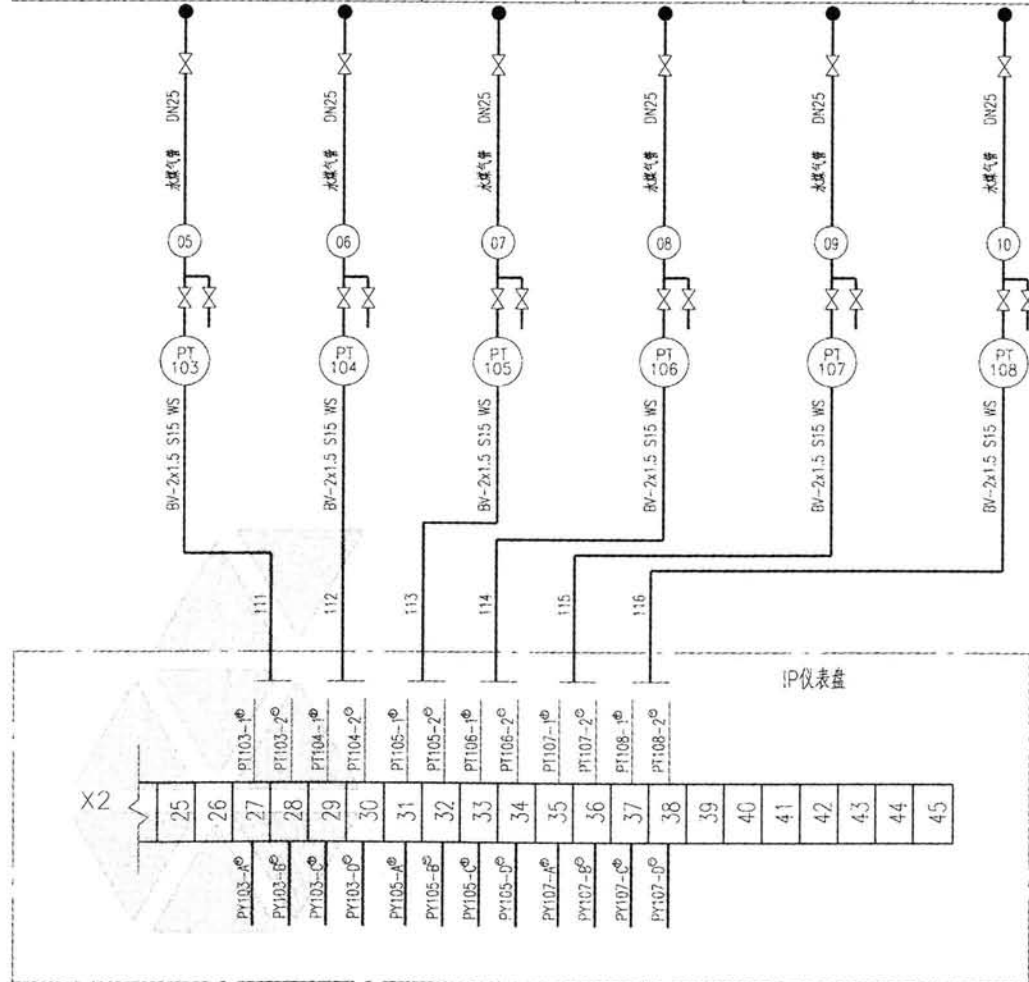 DN25 DN25 DN25 DN25 DN25 DN25
水煤气管 水煤气管 水煤气管 水煤气管 水煤气管 水煤气管
05 06 07 08 09 10
PT 103 PT 104 PT 105 PT 106 PT 107 PT 108
BV-2x1.5 S15 WS BV-2x1.5 S15 WS BV-2x1.5 S15 WS BV-2x1.5 S15 WS BV-2x1.5 S15 WS BV-2x1.5 S15 WS
111 112 113 114 115 116
IP仪表盘
PT103-1⊕ PT103-2⊖ PT104-1⊕ PT104-2⊖ PT105-1⊕ PT105-2⊖ PT106-1⊕ PT106-2⊖ PT107-1⊕ PT107-2⊖ PT108-1⊕ PT108-2⊖
X2 25 26 27 28 29 30 31 32 33 34 35 36 37 38 39 40 41 42 43 44 45
PY103-A⊕ PY103-B⊖ PY103-C⊕ PY103-D⊖ PY105-A⊕ PY105-B⊖ PY105-C⊕ PY105-D⊖ PY107-A⊕ PY107-B⊖ PY107-C⊕ PY107-D⊖